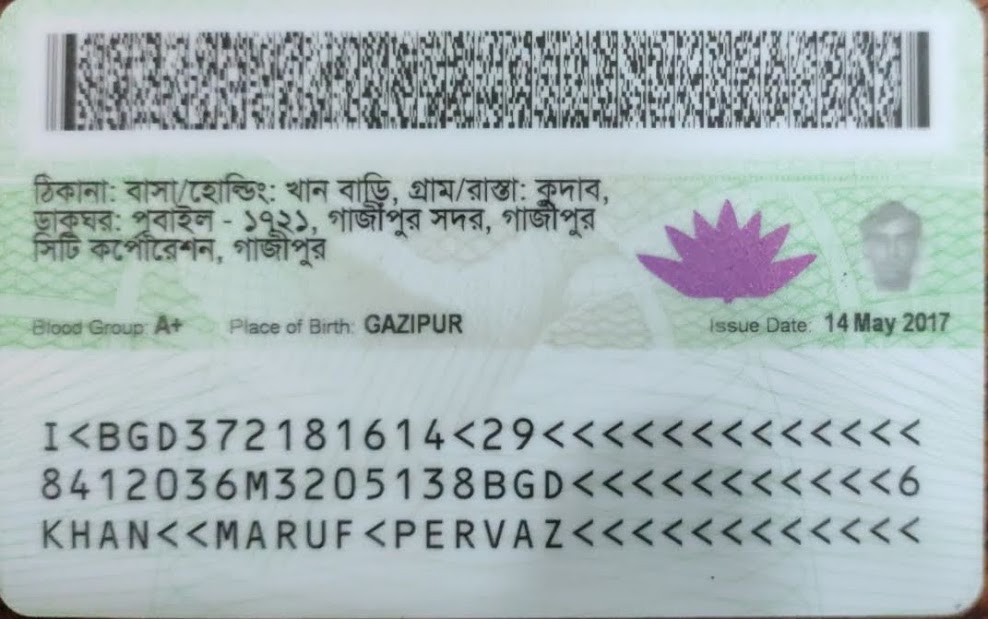 ঠিকানা: বাসা/হোল্ডিং: খান বাড়ি, গ্রাম/রাস্তা: কুদাব,
ডাকঘর: পূবাইল - ১৭২১, গাজীপুর সদর, গাজীপুর
সিটি কর্পোরেশন, গাজীপুর
Blood Group: A+ Place of Birth: GAZIPUR Issue Date: 14 May 2017
I<BGD372181614<29<<<<<<<<<<<<<<<
8412036M3205138BGD<<<<<<<<<<<<6
KHAN<<MARUF<PERVAZ<<<<<<<<<<<<